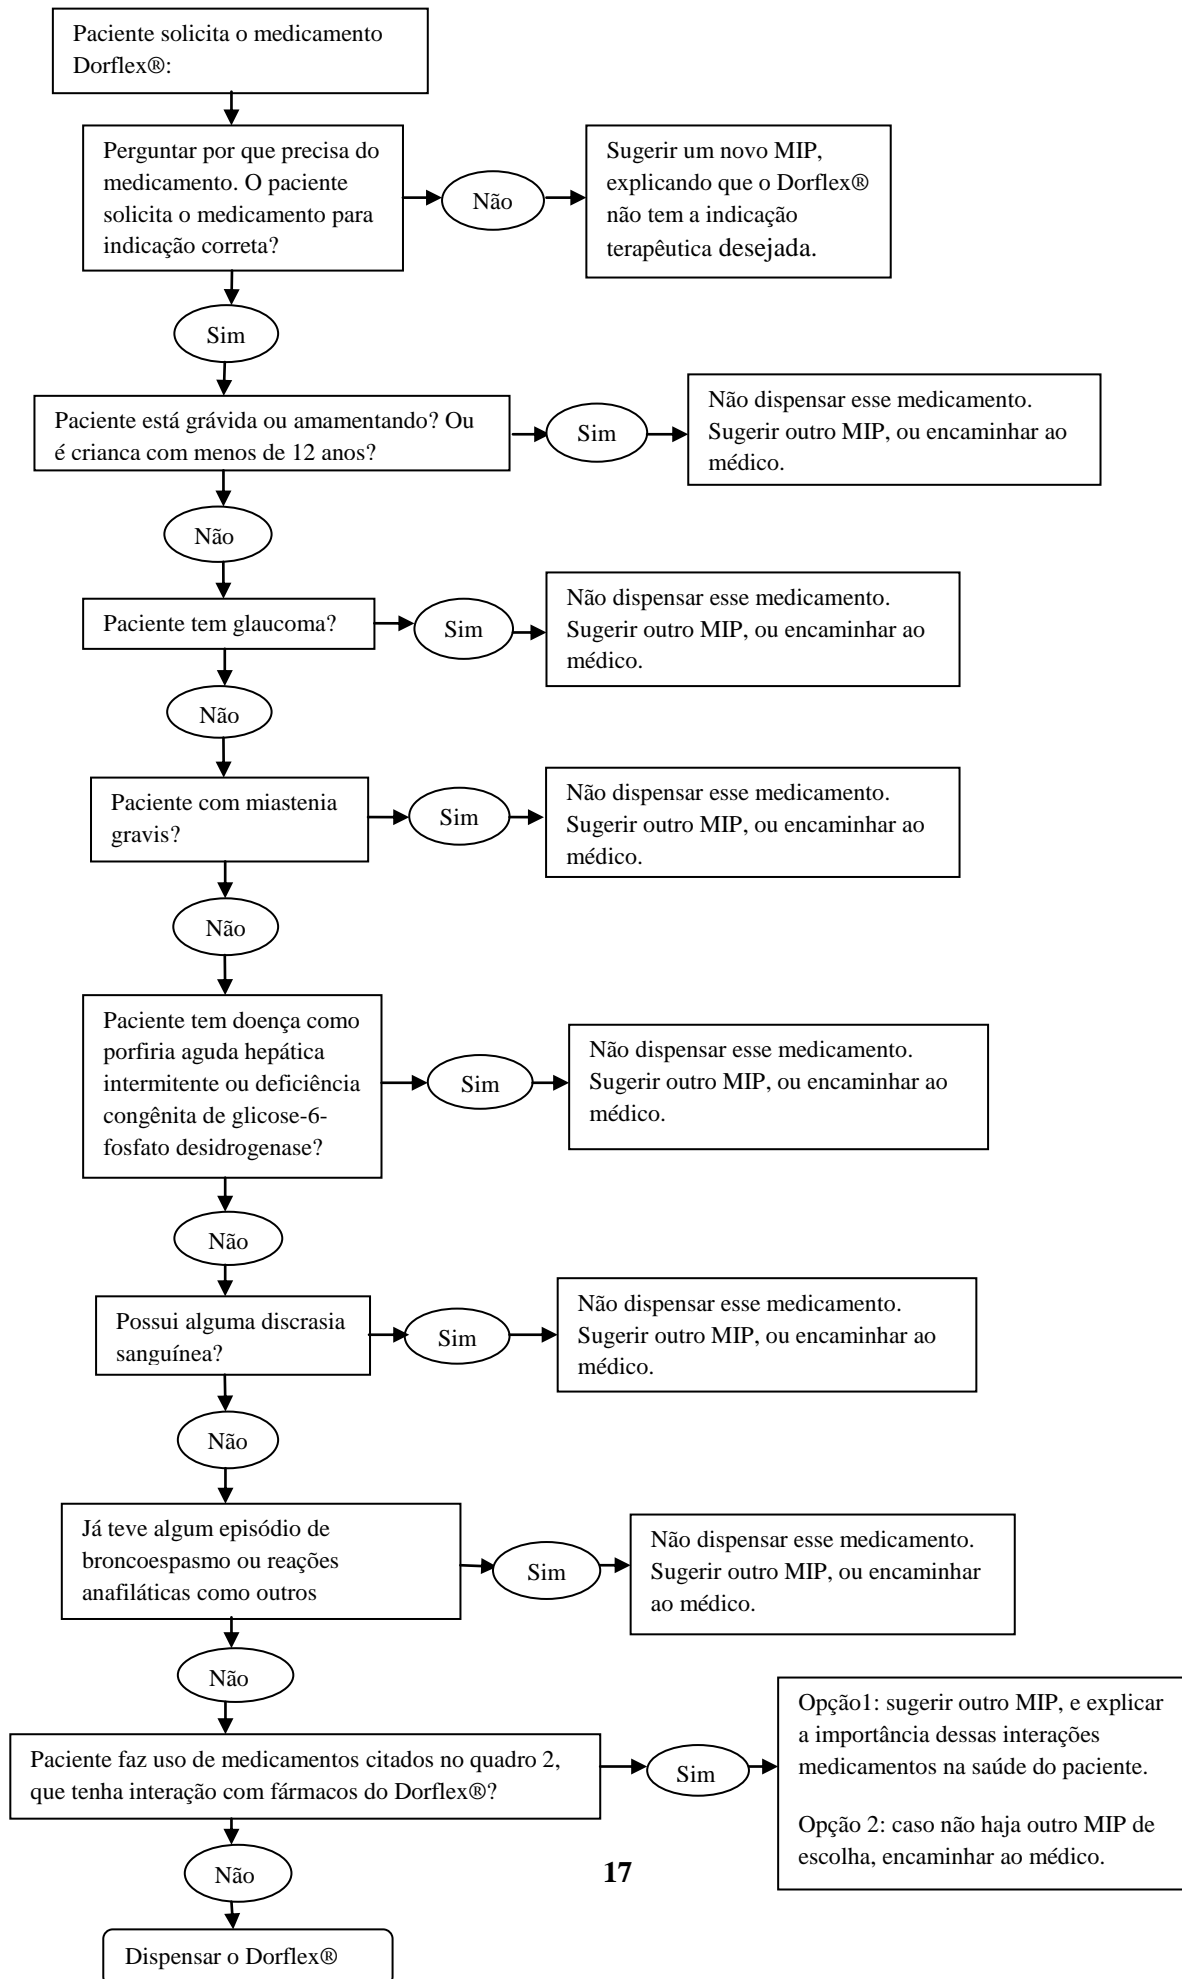 Paciente solicita o medicamento
Dorflex®:
Perguntar por que precisa do
medicamento. O paciente
solicita o medicamento para
indicação correta?
Não
Sugerir um novo MIP,
explicando que o Dorflex®
não tem a indicação
terapêutica desejada.
Sim
Paciente está grávida ou amamentando? Ou
é crianca com menos de 12 anos?
Sim
Não dispensar esse medicamento.
Sugerir outro MIP, ou encaminhar ao
médico.
Não
Paciente tem glaucoma?
Sim
Não dispensar esse medicamento.
Sugerir outro MIP, ou encaminhar ao
médico.
Não
Paciente com miastenia
gravis?
Sim
Não dispensar esse medicamento.
Sugerir outro MIP, ou encaminhar ao
médico.
Não
Paciente tem doença como
porfiria aguda hepática
intermitente ou deficiência
congênita de glicose-6-
fosfato desidrogenase?
Sim
Não dispensar esse medicamento.
Sugerir outro MIP, ou encaminhar ao
médico.
Não
Possui alguma discrasia
sanguínea?
Sim
Não dispensar esse medicamento.
Sugerir outro MIP, ou encaminhar ao
médico.
Não
Já teve algum episódio de
broncoespasmo ou reações
anafiláticas como outros
Sim
Não dispensar esse medicamento.
Sugerir outro MIP, ou encaminhar
ao médico.
Não
Paciente faz uso de medicamentos citados no quadro 2,
que tenha interação com fármacos do Dorflex®?
Sim
Opção1: sugerir outro MIP, e explicar
a importância dessas interações
medicamentos na saúde do paciente.
Opção 2: caso não haja outro MIP de
escolha, encaminhar ao médico.
Não
17
Dispensar o Dorflex®